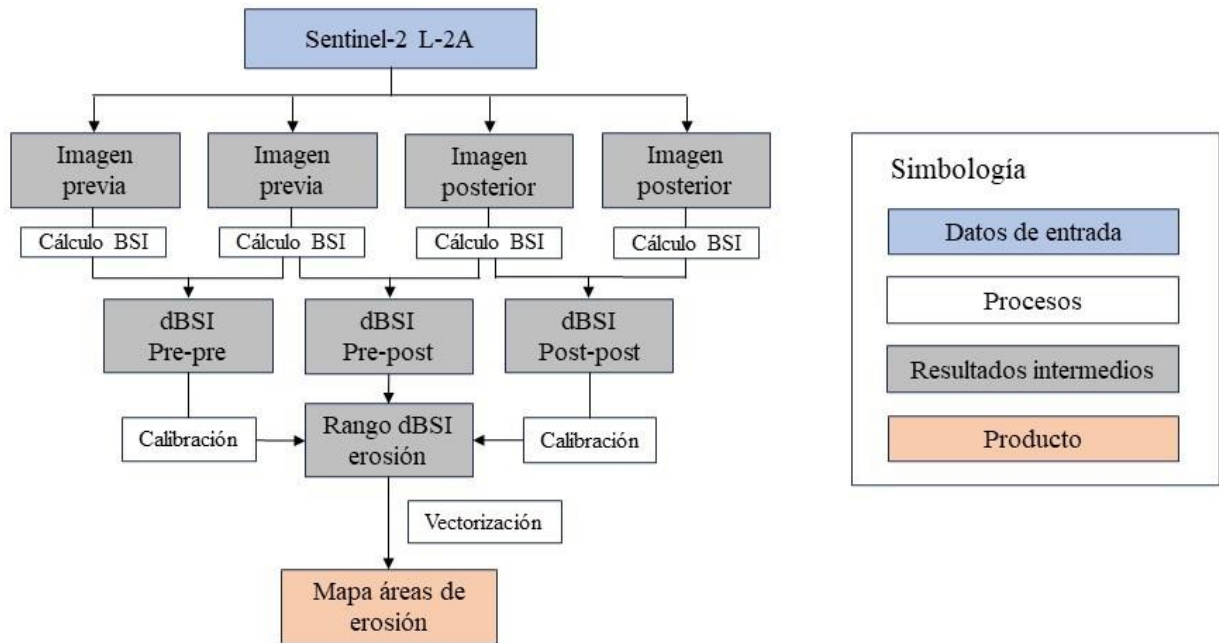 Sentinel-2 L-2A
Imagen
previa
Imagen
previa
Imagen
posterior
Imagen
posterior
Cálculo BSI
Cálculo BSI
Cálculo BSI
Cálculo BSI
dBSI
Pre-pre
dBSI
Pre-post
dBSI
Post-post
Calibración
Rango dBSI
erosión
Calibración
Vectorización
Mapa áreas de
erosión
Simbología
Datos de entrada
Procesos
Resultados intermedios
Producto